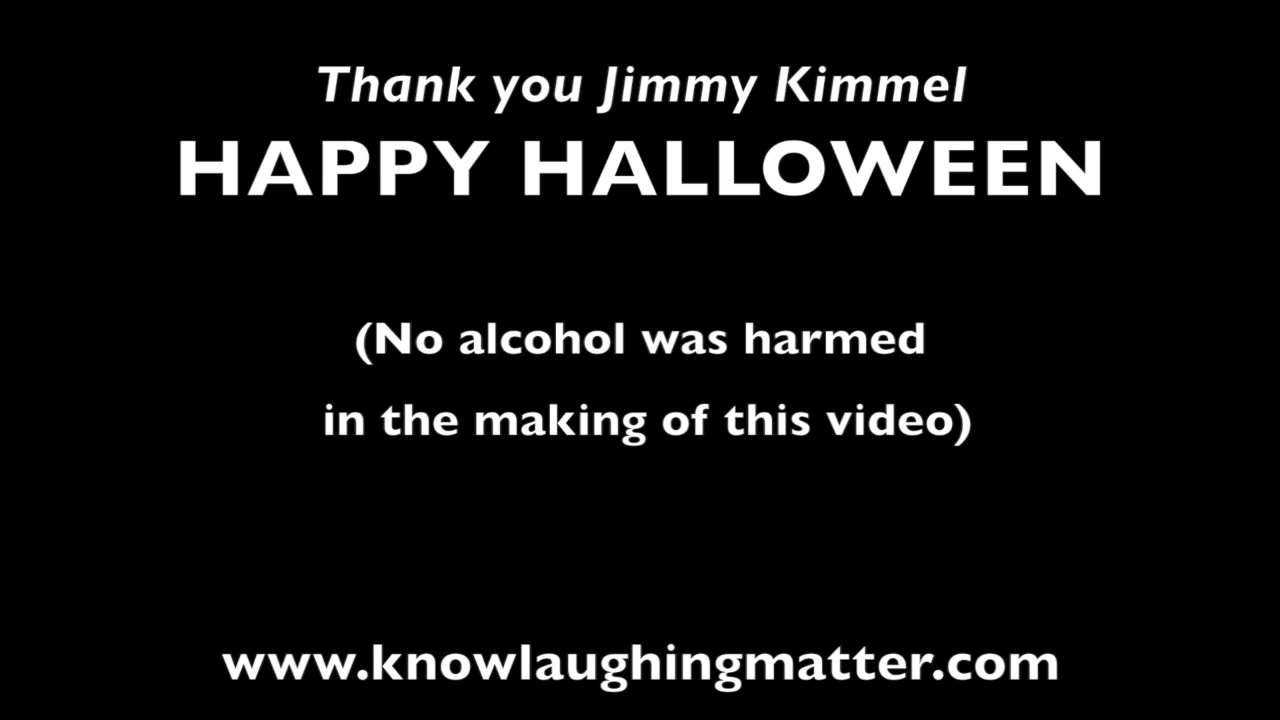 Thank you Jimmy Kimmel
HAPPY HALLOWEEN
(No alcohol was harmed
in the making of this video)
www.knowlaughingmatter.com